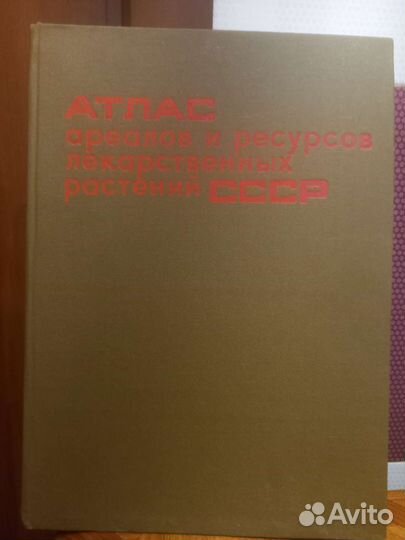 АТЛАС
ареалов и ресурсов
лекарственных
растений СССР
Avito